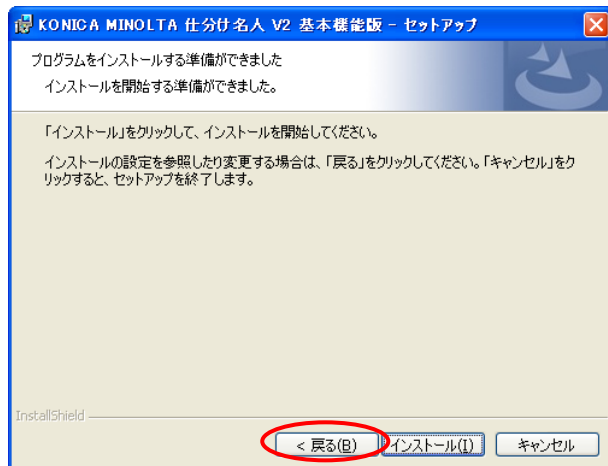 KONICA MINOLTA 仕分け名人 V2 基本機能版 - セットアップ
プログラムをインストールする準備ができました
インストールを開始する準備ができました。
「インストール」をクリックして、インストールを開始してください。
インストールの設定を参照したり変更する場合は、「戻る」をクリックしてください。「キャンセル」をク
リックすると、セットアップを終了します。
InstallShield
< 戻る(B) インストール(I) キャンセル